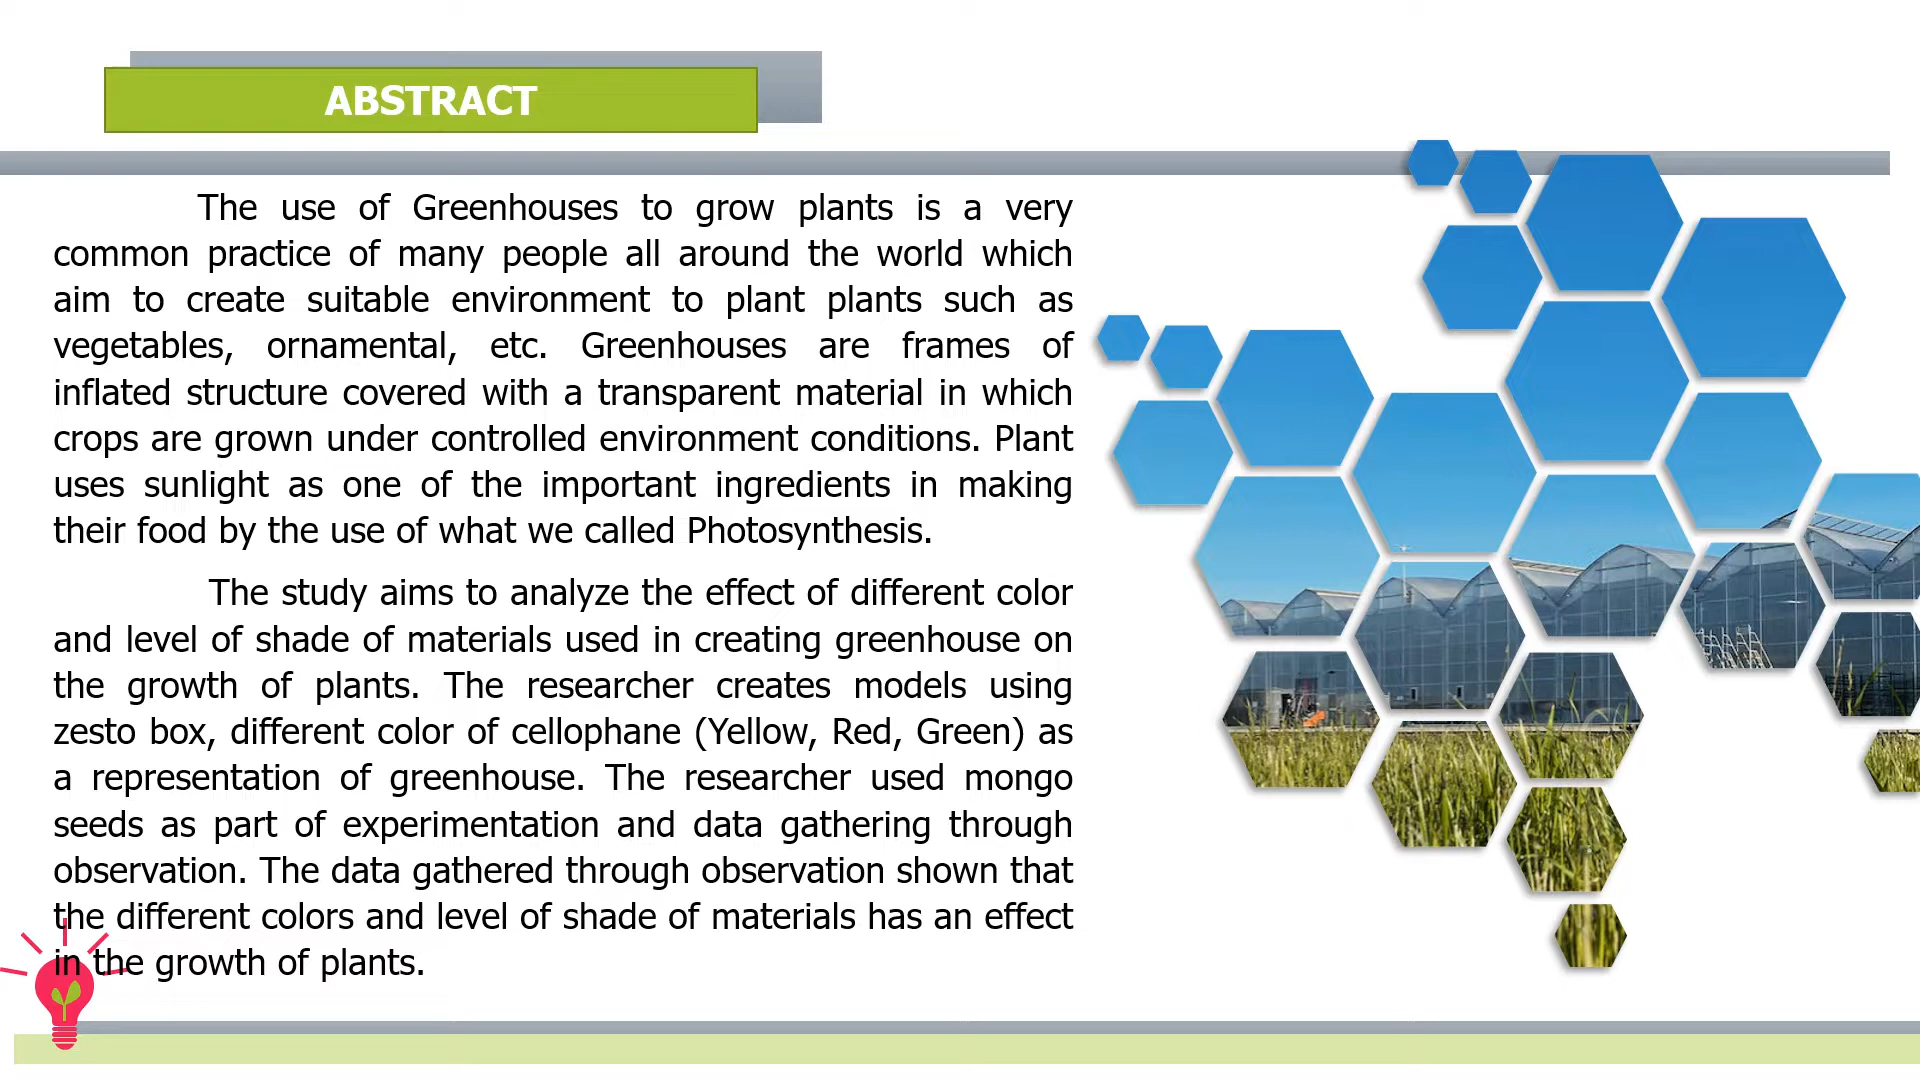 ABSTRACT
The use of Greenhouses to grow plants is a very
common practice of many people all around the world which
aim to create suitable environment to plant plants such as
vegetables, ornamental, etc. Greenhouses are frames of
inflated structure covered with a transparent material in which
crops are grown under controlled environment conditions. Plant
uses sunlight as one of the important ingredients in making
their food by the use of what we called Photosynthesis.
The study aims to analyze the effect of different color
and level of shade of materials used in creating greenhouse on
the growth of plants. The researcher creates models using
zesto box, different color of cellophane (Yellow, Red, Green) as
a representation of greenhouse. The researcher used mongo
seeds as part of experimentation and data gathering through
observation. The data gathered through observation shown that
the different colors and level of shade of materials has an effect
in the growth of plants.